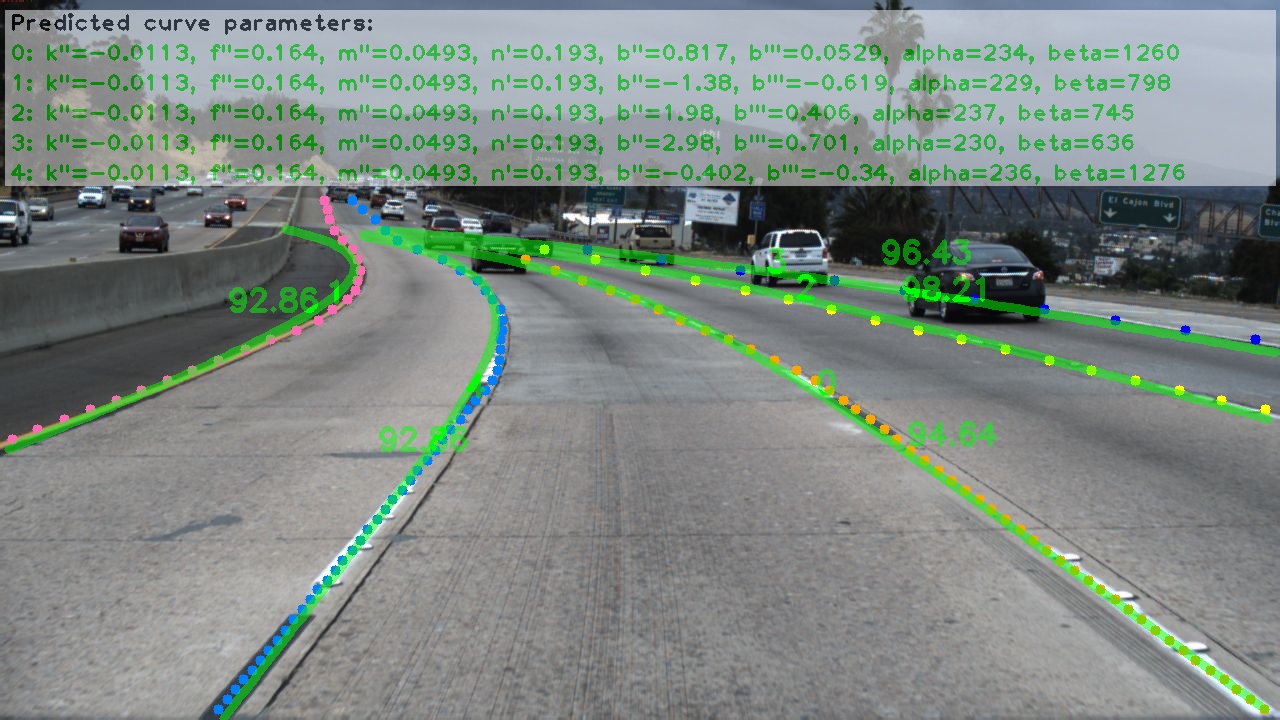 Predicted curve parameters:
0: k''=-0.0113, f''=0.164, m''=0.0493, n'=0.193, b''=0.817, b'''=0.0529, alpha=234, beta=1260
1: k''=-0.0113, f''=0.164, m''=0.0493, n'=0.193, b''=-1.38, b'''=-0.619, alpha=229, beta=798
2: k''=-0.0113, f''=0.164, m''=0.0493, n'=0.193, b''=1.98, b'''=0.406, alpha=237, beta=745
3: k''=-0.0113, f''=0.164, m''=0.0493, n'=0.193, b''=2.98, b'''=0.701, alpha=230, beta=636
4: k''=-0.0113, f''=0.164, m''=0.0493, n'=0.193, b''=-0.402, b'''=-0.34, alpha=236, beta=1276
El Cajon Blvd
96.43
3
98.21
2
92.86
1
0
92.86
94.64